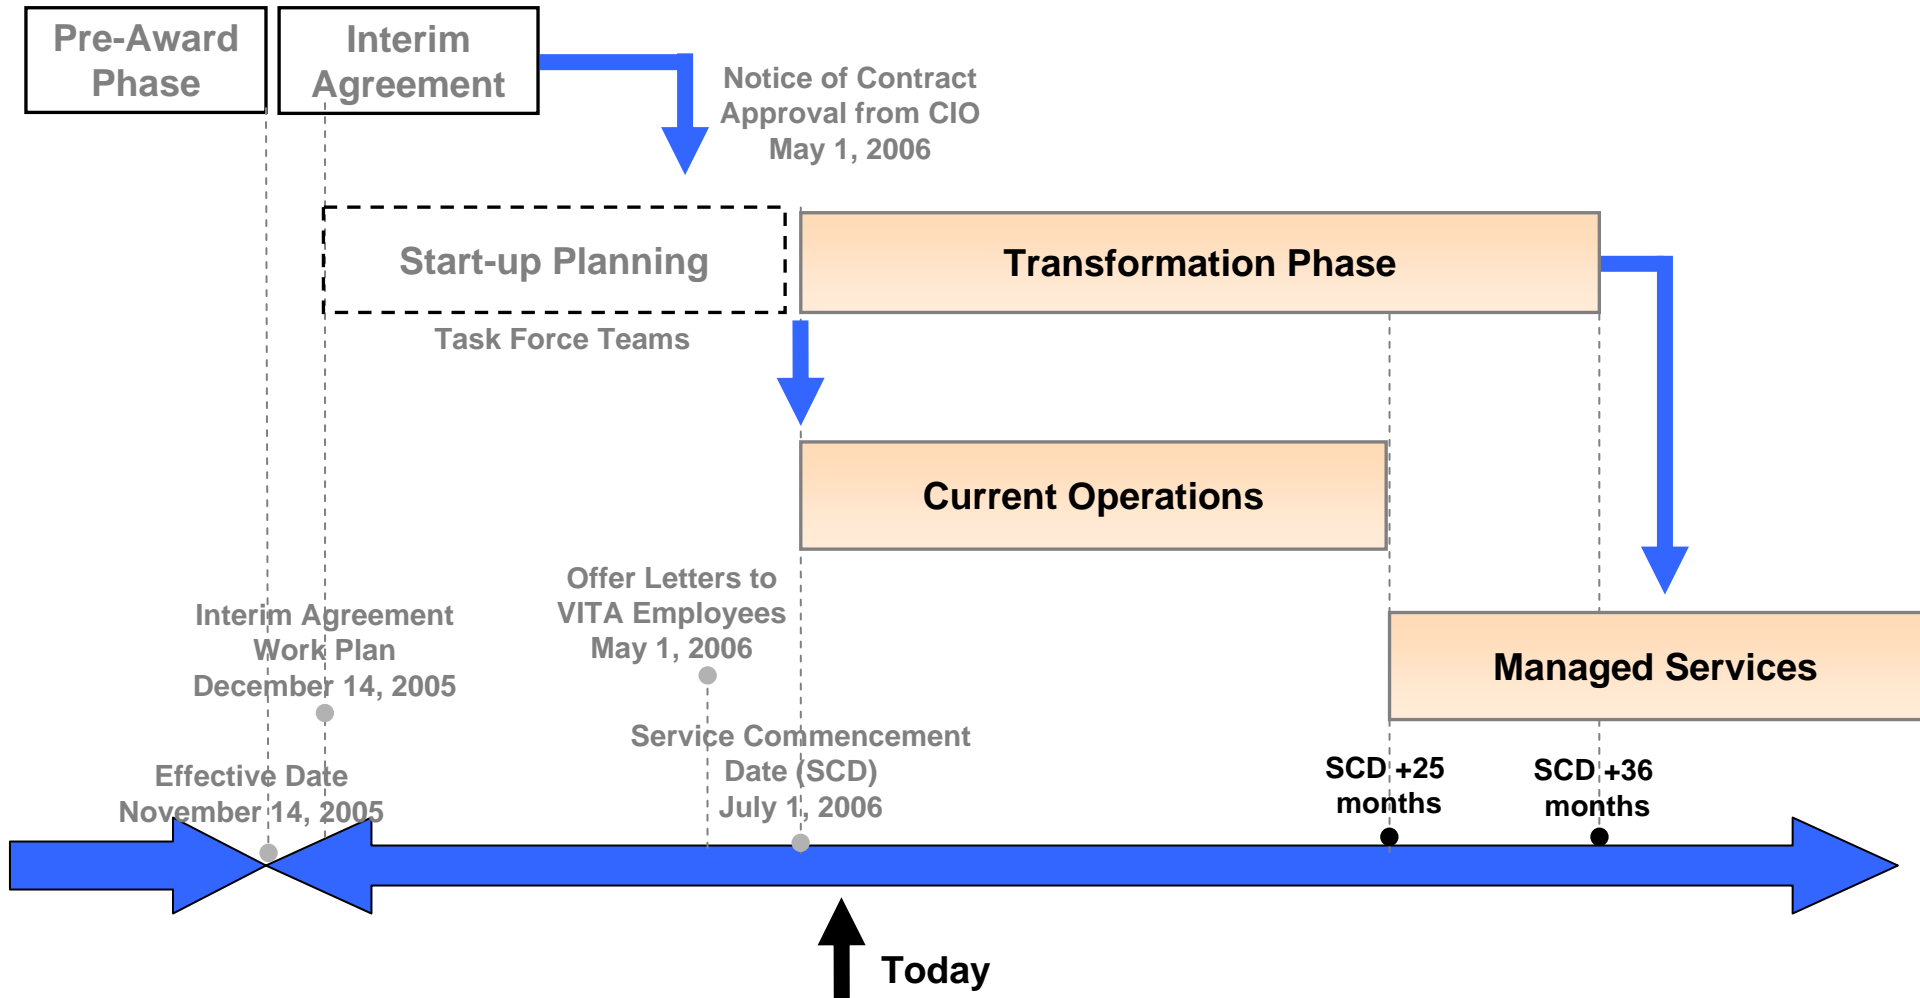 Pre-Award
Phase
Interim
Agreement
Notice of Contract
Approval from CIO
May 1, 2006
Start-up Planning
Transformation Phase
Task Force Teams
Current Operations
Offer Letters to
VITA Employees
May 1, 2006
Interim Agreement
Work Plan
December 14, 2005
Managed Services
Service Commencement
Date (SCD)
July 1, 2006
Effective Date
November 14, 2005
SCD +25
months
SCD +36
months
Today